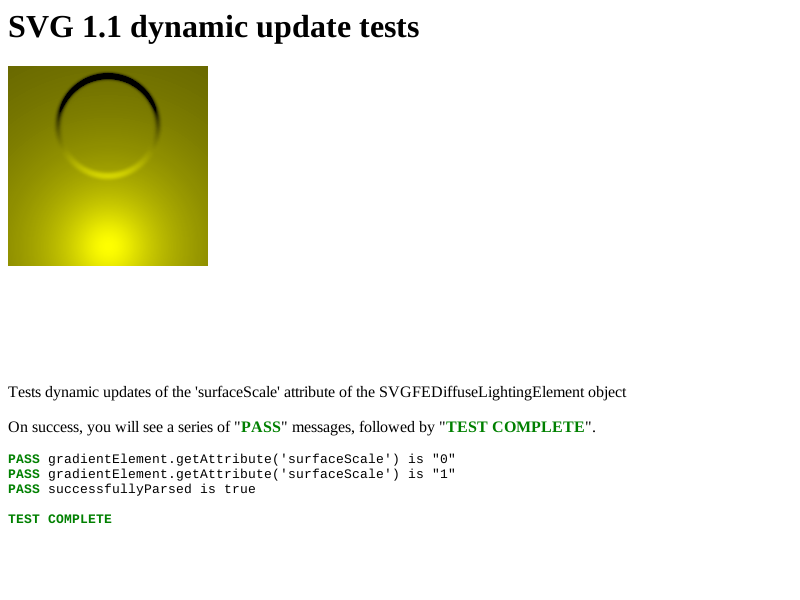 SVG 1.1 dynamic update tests
Tests dynamic updates of the 'surfaceScale' attribute of the SVGFEDiffuseLightingElement object
On success, you will see a series of "PASS" messages, followed by "TEST COMPLETE".
PASS gradientElement.getAttribute('surfaceScale') is "0"
PASS gradientElement.getAttribute('surfaceScale') is "1"
PASS successfullyParsed is true
TEST COMPLETE